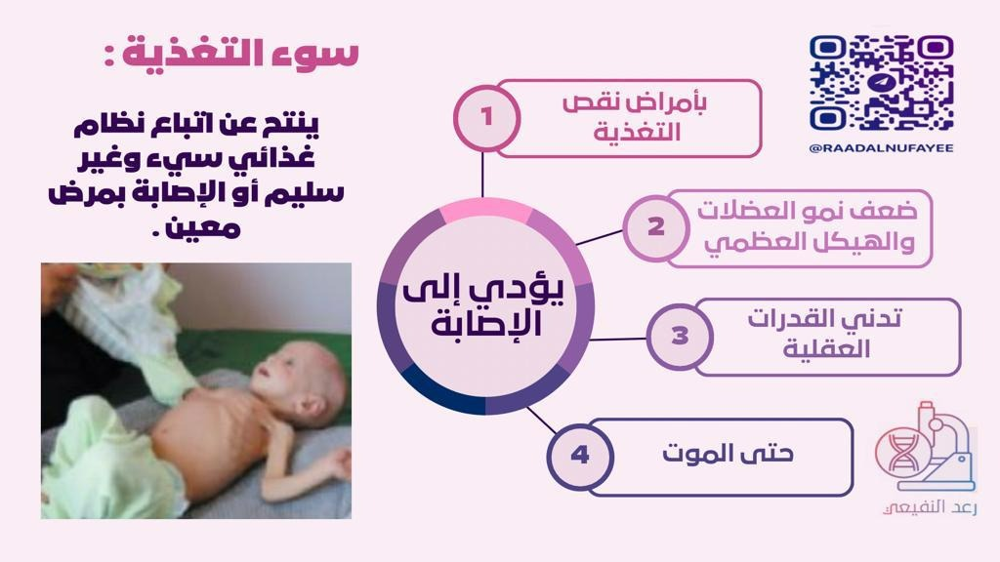 سوء التغذية :
ينتج عن اتباع نظام
غذائي سيء وغير
سليم أو الإصابة بمرض
معين .
يؤدي إلى
الإصابة
1
بأمراض نقص
التغذية
2
ضعف نمو العضلات
والهيكل العظمي
3
تدني القدرات
العقلية
4
حتى الموت
@RAADALNUFAYEE
رعد النفيعي